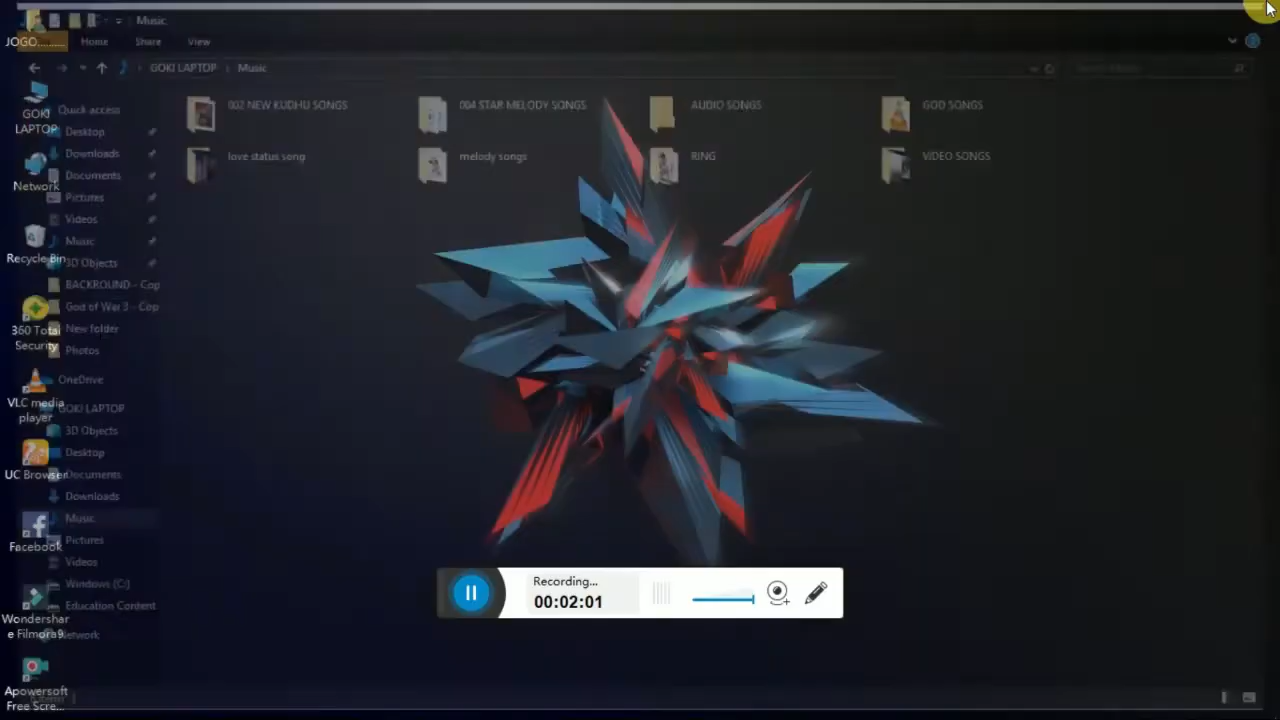 Music
JOGO.........
Home
Share
View
GOKI LAPTOP
Music
GOKI
LAPTOP
Network
Recycle Bin
360 Total
Security
VLC media
player
UC Browser
Facebook
Wondershar
e Filmora9
Apowersoft
Free Scre...
Quick access
Desktop
Downloads
Documents
Pictures
Videos
Music
3D Objects
BACKROUND - Cop
God of War 3 - Cop
New folder
Photos
OneDrive
GOKI LAPTOP
3D Objects
Desktop
Documents
Downloads
Music
Pictures
Videos
Windows (C:)
Education Content
Network
002 NEW KUDHU SONGS
004 STAR MELODY SONGS
AUDIO SONGS
GOD SONGS
love status song
melody songs
RING
VIDEO SONGS
Recording...
00:02:01